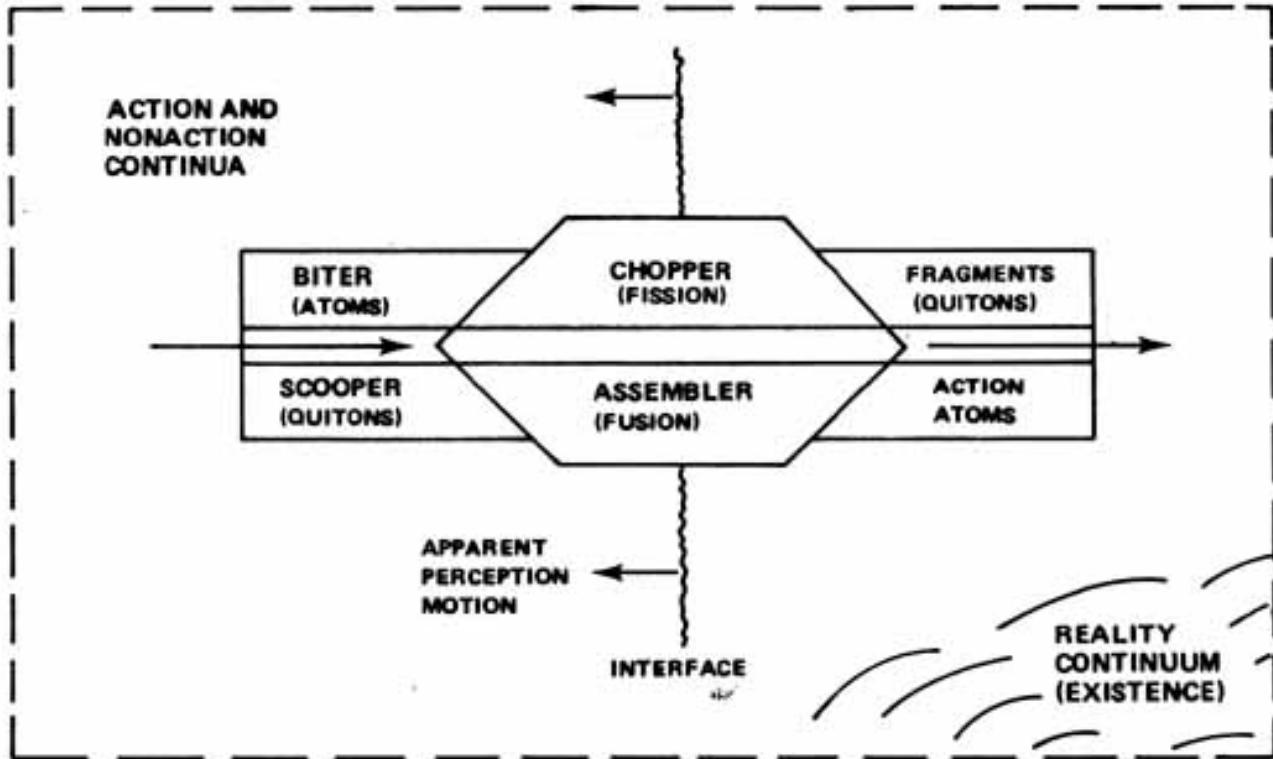 ACTION AND
NONACTION
CONTINUA
BITER
(ATOMS)
CHOPPER
(FISSION)
FRAGMENTS
(QUITONS)
SCOOPER
(QUITONS)
ASSEMBLER
(FUSION)
ACTION
ATOMS
APPARENT
PERCEPTION
MOTION
INTERFACE
REALITY
CONTINUUM
(EXISTENCE)